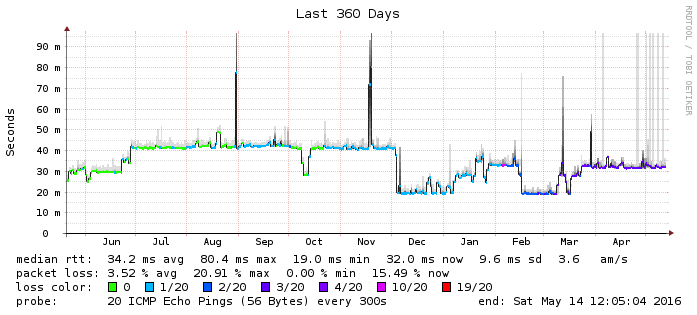 Last 360 Days
RRDTOOL / TOBI OETIKER
Seconds
90 m
80 m
70 m
60 m
50 m
40 m
30 m
20 m
10 m
0
Jun Jul Aug Sep Oct Nov Dec Jan Feb Mar Apr
median rtt: 34.2 ms avg 80.4 ms max 19.0 ms min 32.0 ms now 9.6 ms sd 3.6 am/s
packet loss: 3.52 % avg 20.91 % max 0.00 % min 15.49 % now
loss color: 0 1/20 2/20 3/20 4/20 10/20 19/20
probe: 20 ICMP Echo Pings (56 Bytes) every 300s end: Sat May 14 12:05:04 2016